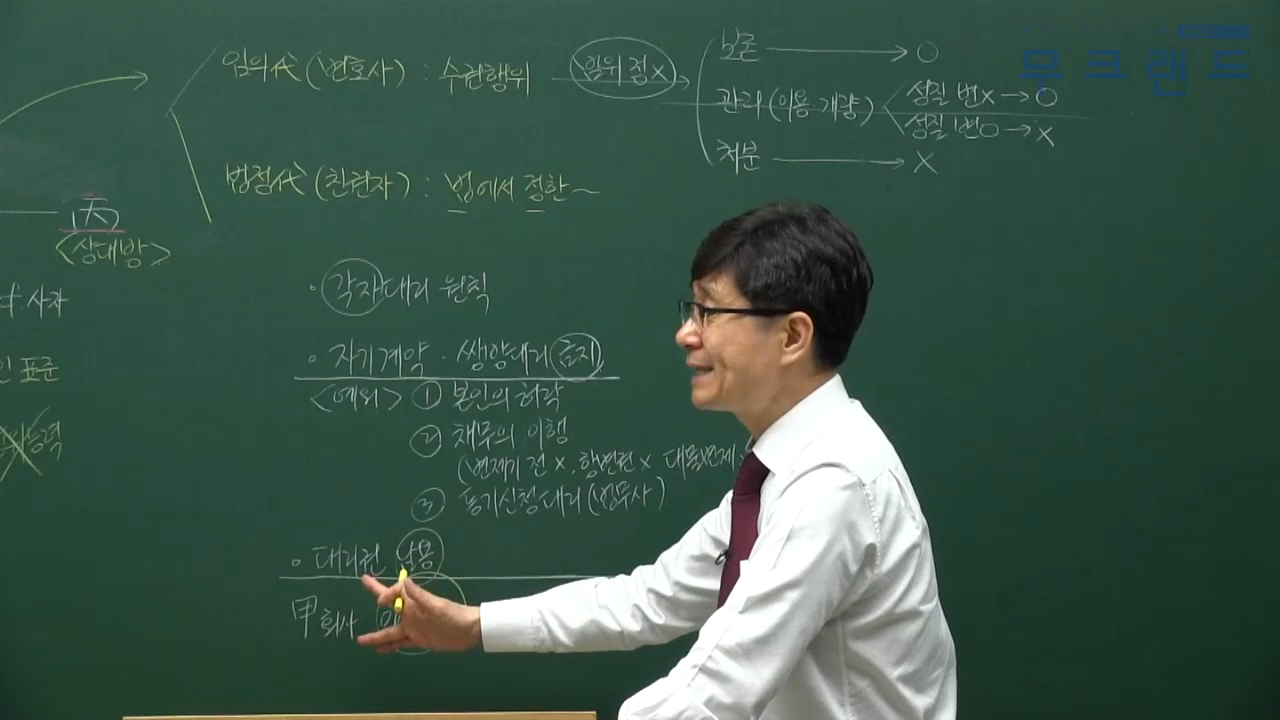 임의代 (변호사) : 수권행위 범위 정x
보존 → ○
관리 (이용·개량)
성질 변x → ○
성질 변○ → x
처분 → x
무크랜드
법정代 (친권자) : 법에서 정한~
丙
<상대방>
사자
인 표준
능력
· 각자대리 원칙
· 자기계약 · 쌍방대리 금지
<예외> ① 본인의 허락
② 채무의 이행
(변제기 전 x, 항변권 x 대물변제
③ 등기신청대리 (법무사)
· 대리권 남용
甲 회사